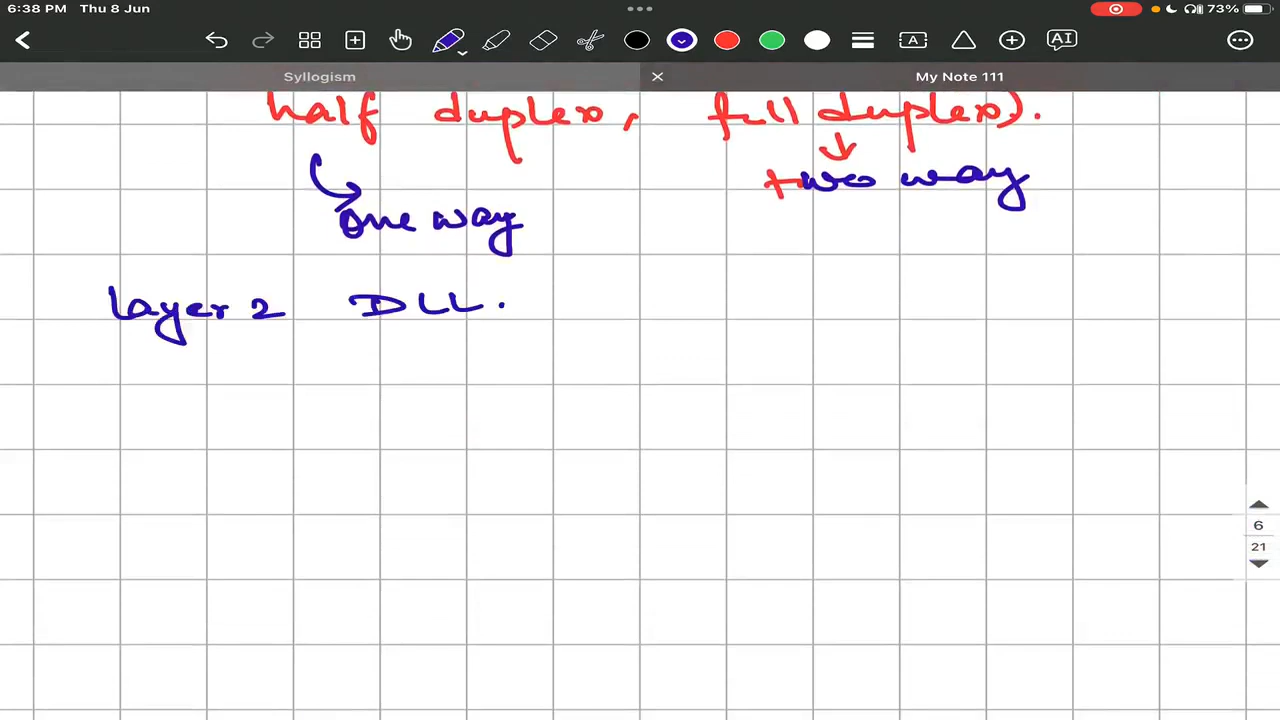 6:38 PM Thu 8 Jun
73%
A
AI
Syllogism
My Note 111
half duplex, full duplex).
two way
one way
Layer 2 DLL.
6
21